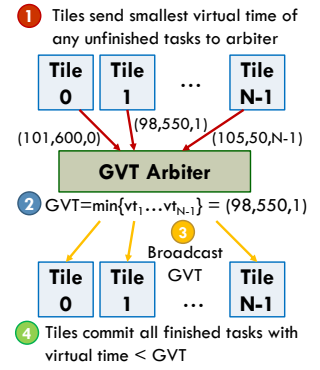 1 Tiles send smallest virtual time of
any unfinished tasks to arbiter
Tile 0 Tile 1 ... Tile N-1
(101,600,0) (98,550,1) (105,50,N-1)
GVT Arbiter
2 GVT=min{vt₁...vtN-1} = (98,550,1)
3 Broadcast
GVT
Tile 0 Tile 1 ... Tile N-1
4 Tiles commit all finished tasks with
virtual time < GVT